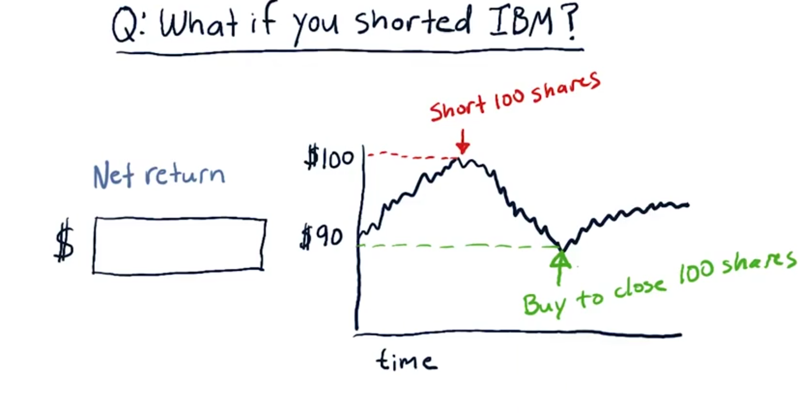 Q: What if you shorted IBM?
Short 100 shares
$100
Net return
$90
$
Buy to close 100 shares
time